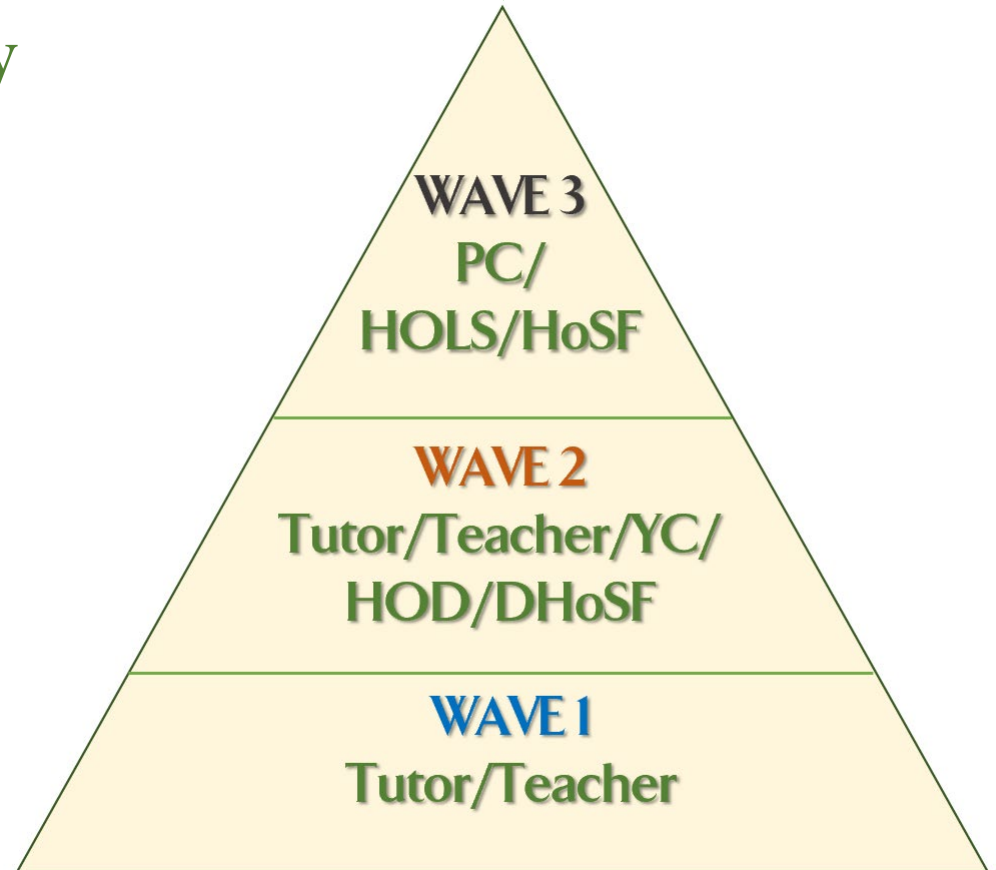 WAVE 3
PC/
HOLS/HoSF
WAVE 2
Tutor/Teacher/YC/
HOD/DHoSF
WAVE 1
Tutor/Teacher